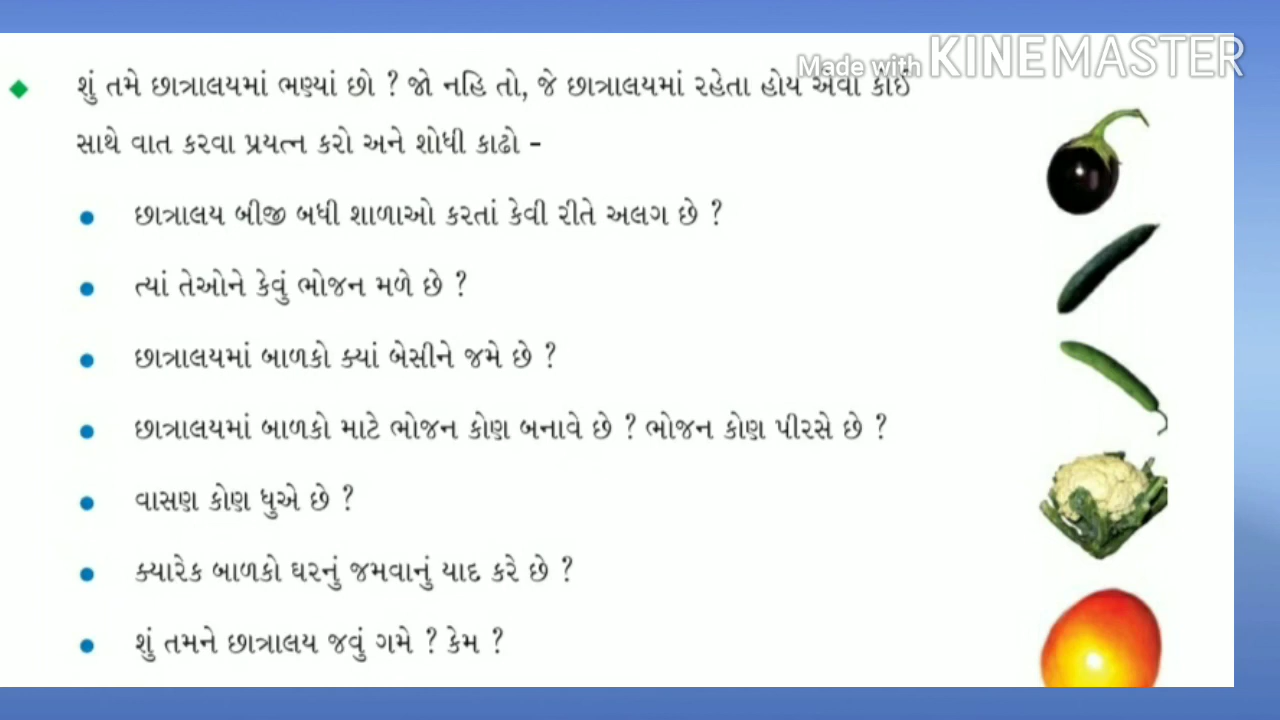 Made with KINEMASTER
શું તમે છાત્રાલયમાં ભણ્યાં છો ? જો નહિ તો, જે છાત્રાલયમાં રહેતા હોય એવા કોઈ
સાથે વાત કરવા પ્રયત્ન કરો અને શોધી કાઢો -
છાત્રાલય બીજી બધી શાળાઓ કરતાં કેવી રીતે અલગ છે ?
ત્યાં તેઓને કેવું ભોજન મળે છે ?
છાત્રાલયમાં બાળકો ક્યાં બેસીને જમે છે ?
છાત્રાલયમાં બાળકો માટે ભોજન કોણ બનાવે છે ? ભોજન કોણ પીરસે છે ?
વાસણ કોણ ધુએ છે ?
ક્યારેક બાળકો ઘરનું જમવાનું યાદ કરે છે ?
શું તમને છાત્રાલય જવું ગમે ? કેમ ?